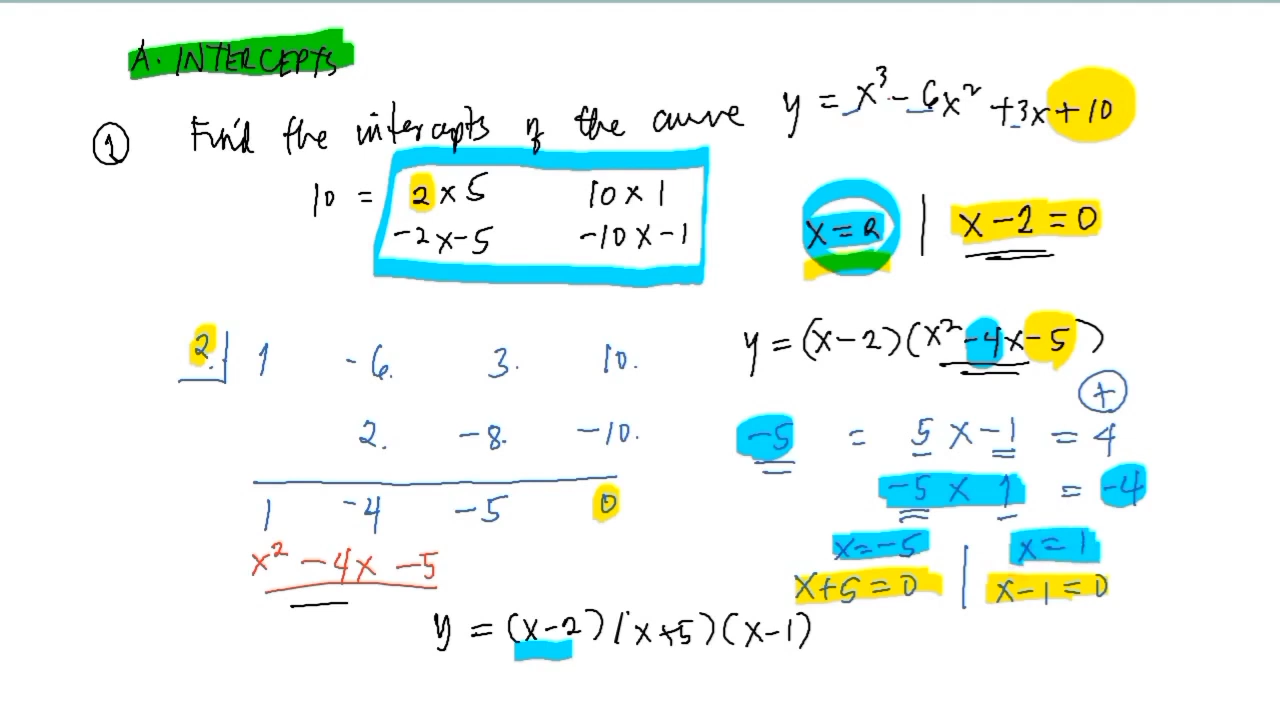 A. INTERCEPTS
① Find the intercepts of the curve y = x³ - 6x² + 3x + 10
10 = 2 x 5 10 x 1
-2 x -5 -10 x -1
x = 2 | x - 2 = 0
y = (x - 2)(x² - 4x - 5)
2. 1 -6. 3. 10.
2. -8. -10.
1 -4 -5 0
x² - 4x - 5
(+)
-5 = 5 x -1 = 4
-5 x 1 = -4
x = -5 | x = 1
x + 5 = 0 | x - 1 = 0
y = (x - 2)(x + 5)(x - 1)